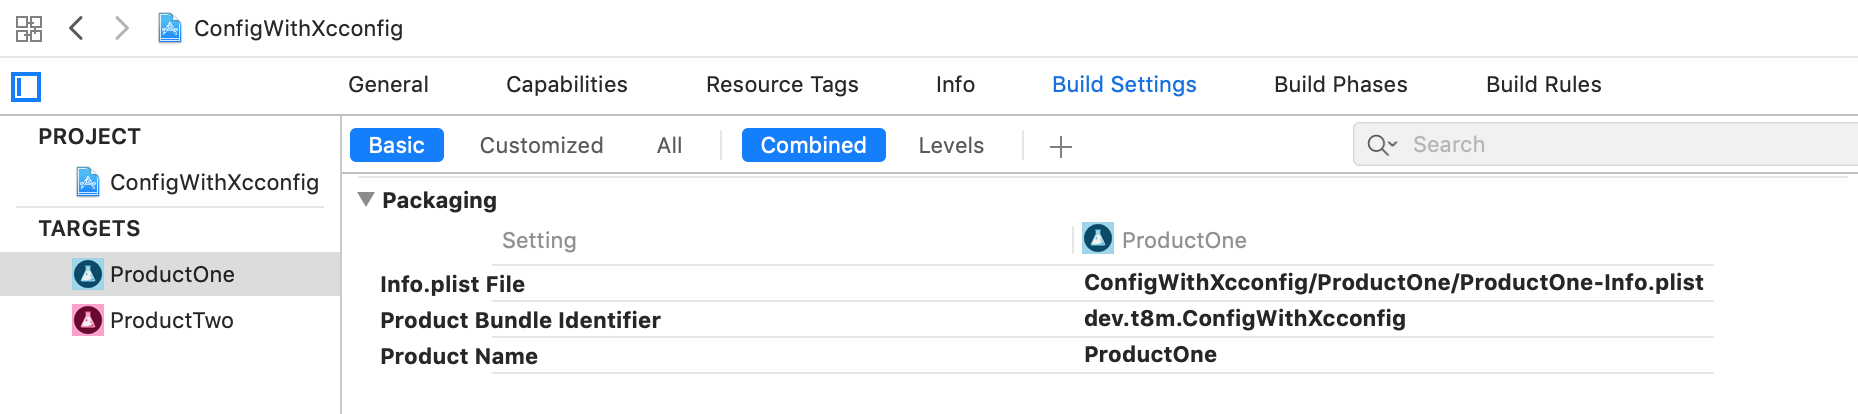 ConfigWithXcconfig
General Capabilities Resource Tags Info Build Settings Build Phases Build Rules
PROJECT
ConfigWithXcconfig
TARGETS
ProductOne
ProductTwo
Basic Customized All Combined Levels + Search
Packaging
Setting ProductOne
Info.plist File ConfigWithXcconfig/ProductOne/ProductOne-Info.plist
Product Bundle Identifier dev.t8m.ConfigWithXcconfig
Product Name ProductOne